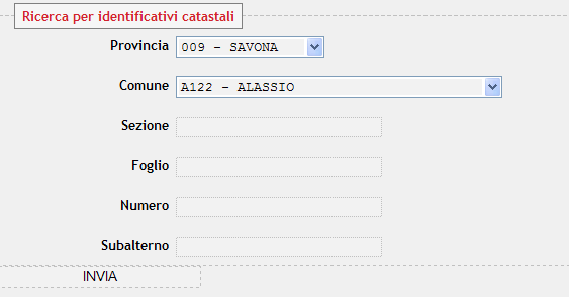 Ricerca per identificativi catastali
Provincia 009 - SAVONA
Comune A122 - ALASSIO
Sezione
Foglio
Numero
Subalterno
INVIA